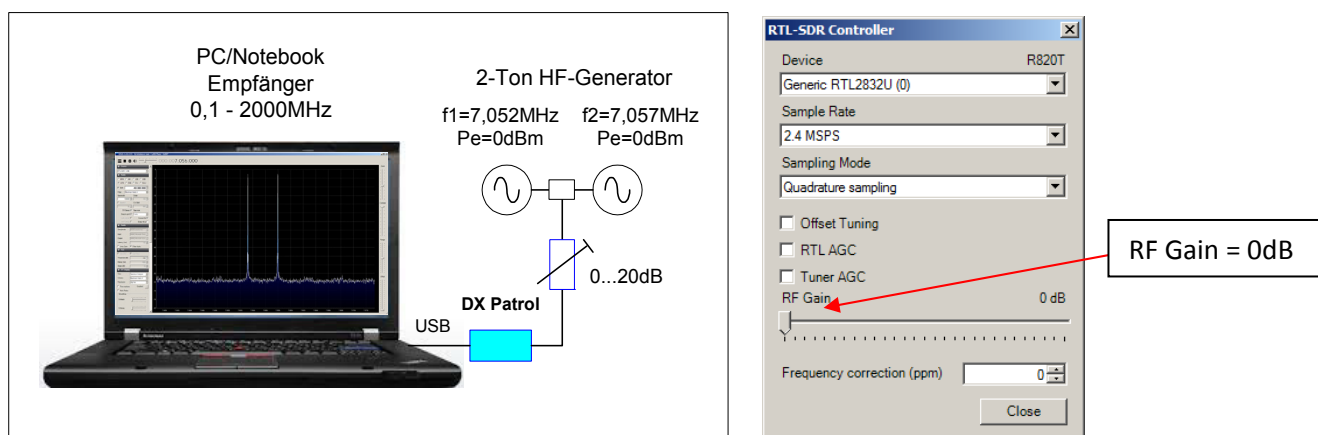 PC/Notebook
Empfänger
0,1 - 2000MHz
2-Ton HF-Generator
f1=7,052MHz f2=7,057MHz
Pe=0dBm Pe=0dBm
0...20dB
DX Patrol
USB
RTL-SDR Controller
Device R820T
Generic RTL2832U (0)
Sample Rate
2.4 MSPS
Sampling Mode
Quadrature sampling
Offset Tuning
RTL AGC
Tuner AGC
RF Gain 0 dB
Frequency correction (ppm) 0
Close
RF Gain = 0dB